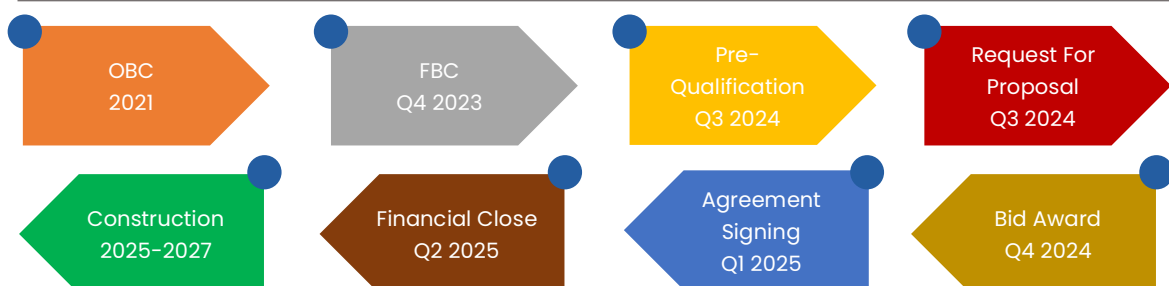 OBC
2021
FBC
Q4 2023
Pre-
Qualification
Q3 2024
Request For
Proposal
Q3 2024
Construction
2025-2027
Financial Close
Q2 2025
Agreement
Signing
Q1 2025
Bid Award
Q4 2024